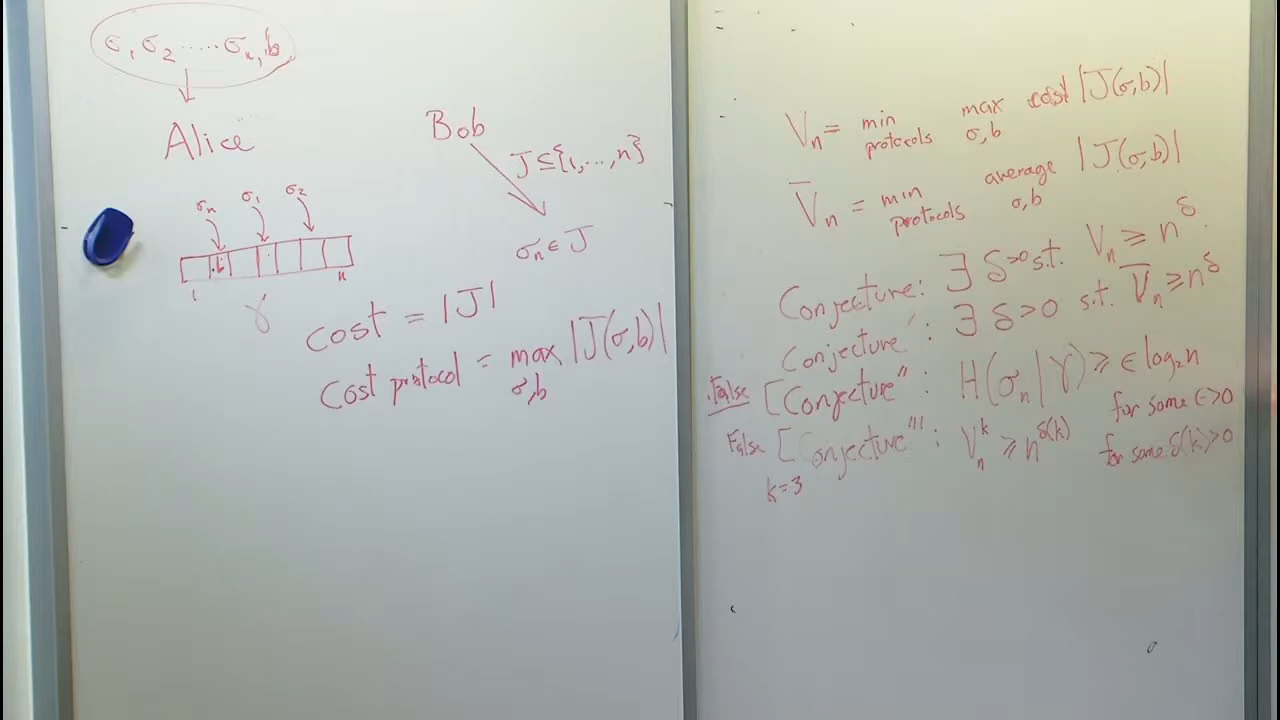 σ₁ σ₂ ..... σₙ, b
Alice
σₙ σ₁ σ₂
b
1 n
γ
Bob
J ⊆ {1,...,n}
σₙ ∈ J
cost = |J|
cost protocol = max |J(σ,b)|
σ,b
Vₙ = min max cost |J(σ,b)|
protocols σ,b
V̄ₙ = min average |J(σ,b)|
protocols σ,b
Conjecture: ∃ δ>0 s.t. Vₙ ≥ n^δ.
Conjecture': ∃ δ>0 s.t. V̄ₙ ≥ n^δ
False [Conjecture'': H(σₙ|γ) ≥ ϵ log₂n
for some ϵ>0
False [Conjecture''': Vₙ^k ≥ n^δ(k) for some δ(k)>0
k=3